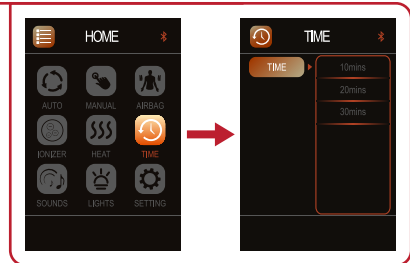 HOME
AUTO MANUAL AIRBAG
IONIZER HEAT TIME
SOUNDS LIGHTS SETTING
TIME
TIME
10mins
20mins
30mins